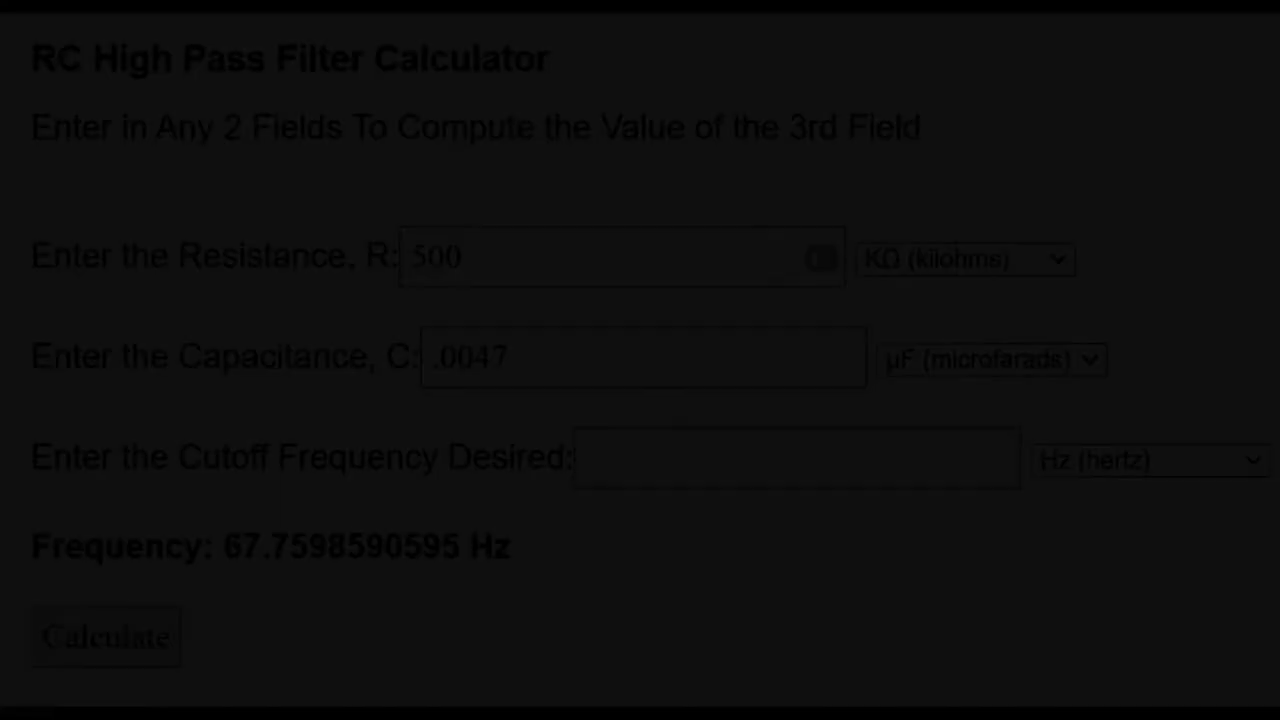 RC High Pass Filter Calculator
Enter in Any 2 Fields To Compute the Value of the 3rd Field
Enter the Resistance, R: 500 KΩ (kilohms)
Enter the Capacitance, C: .0047 µF (microfarads)
Enter the Cutoff Frequency Desired: Hz (hertz)
Frequency: 67.7598590595 Hz
Calculate